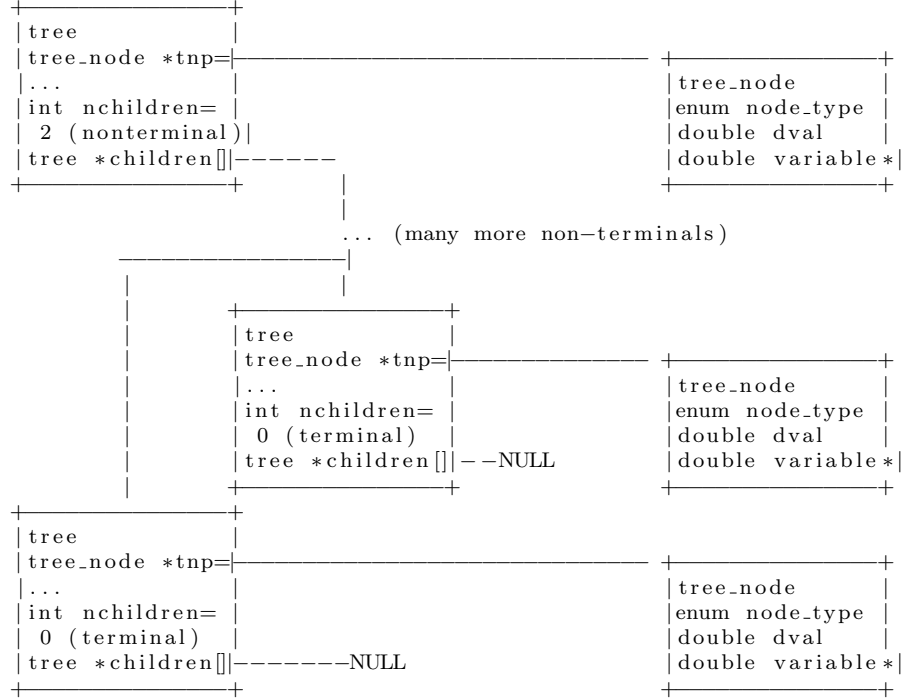 tree
tree_node *tnp=
tree_node
...
enum node_type
int nchildren=
double dval
2 (nonterminal)
double variable*
tree *children[]
... (many more non-terminals)
tree
tree_node *tnp=
tree_node
...
enum node_type
int nchildren=
double dval
0 (terminal)
double variable*
tree *children[]
NULL
tree
tree_node *tnp=
tree_node
...
enum node_type
int nchildren=
double dval
0 (terminal)
double variable*
tree *children[]
NULL